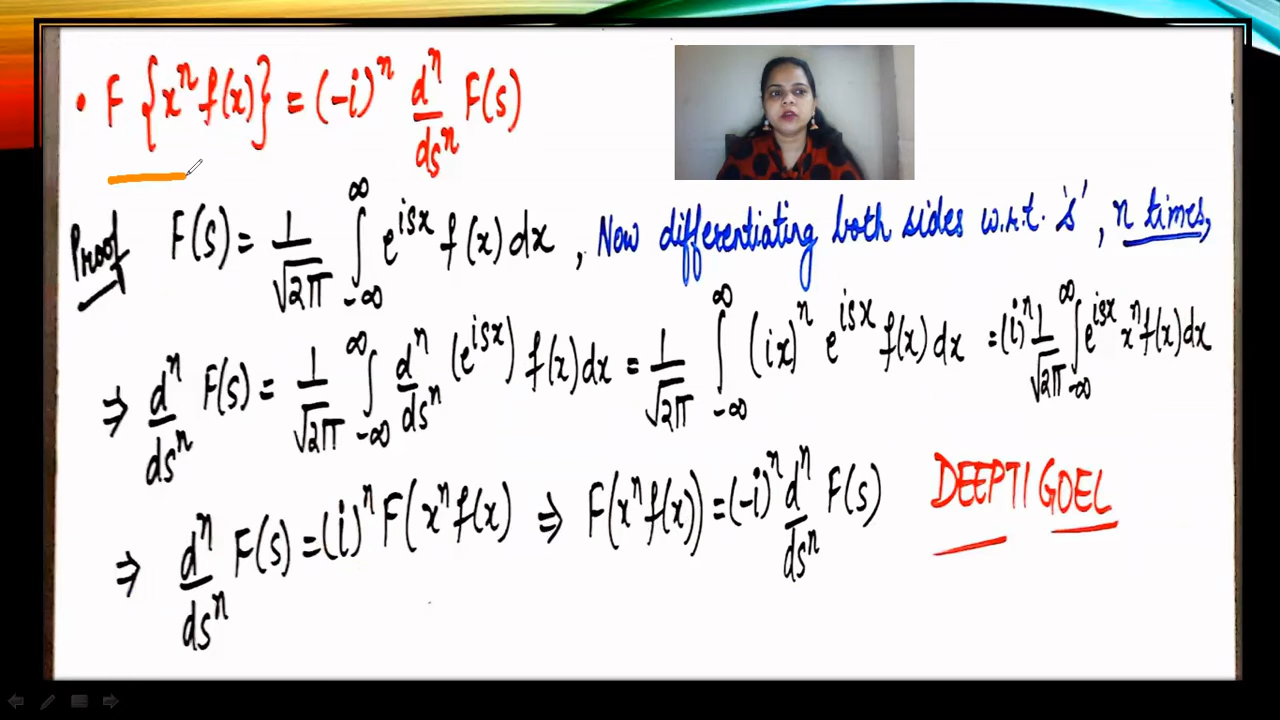 • F {xⁿ f(x)} = (-i)ⁿ dⁿ/dsⁿ F(s)
Proof F(s) = 1/√2π ∫_{-∞}^{∞} e^{isx} f(x) dx , Now differentiating both sides w.r.t. 's', n times,
⇒ dⁿ/dsⁿ F(s) = 1/√2π ∫_{-∞}^{∞} dⁿ/dsⁿ (e^{isx}) f(x) dx = 1/√2π ∫_{-∞}^{∞} (ix)ⁿ e^{isx} f(x) dx = (i)ⁿ 1/√2π ∫_{-∞}^{∞} e^{isx} xⁿ f(x) dx
⇒ dⁿ/dsⁿ F(s) = (i)ⁿ F(xⁿ f(x) ⇒ F(xⁿ f(x)) = (-i)ⁿ dⁿ/dsⁿ F(s)
DEEPTI GOEL